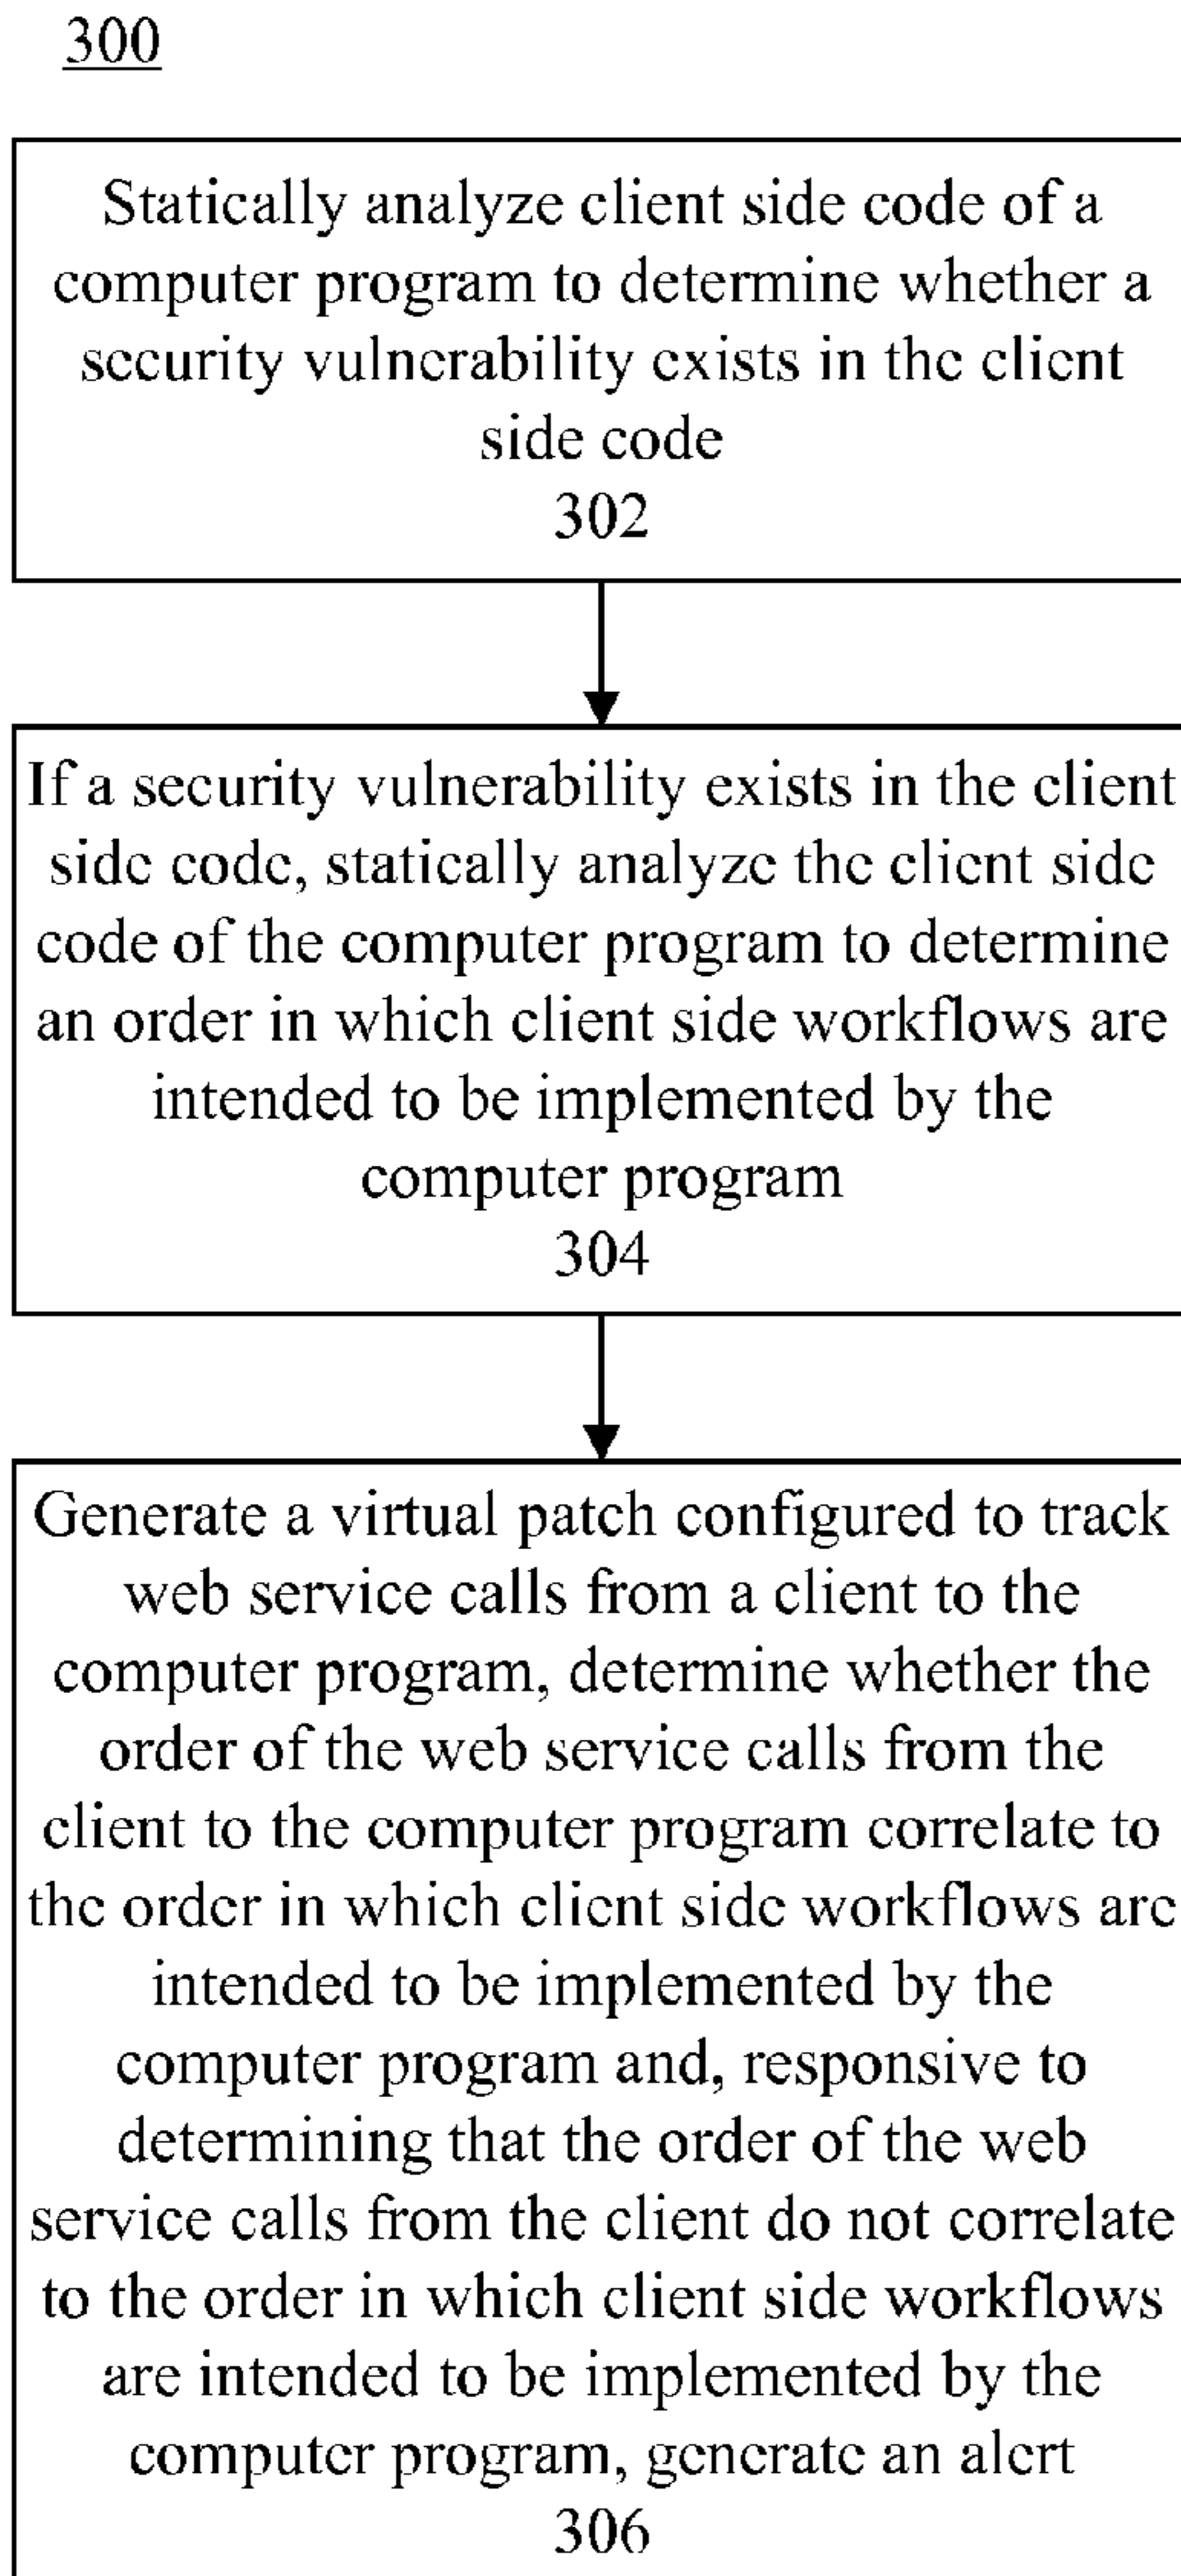 300
Statically analyze client side code of a
computer program to determine whether a
security vulnerability exists in the client
side code
302
If a security vulnerability exists in the client
side code, statically analyze the client side
code of the computer program to determine
an order in which client side workflows are
intended to be implemented by the
computer program
304
Generate a virtual patch configured to track
web service calls from a client to the
computer program, determine whether the
order of the web service calls from the
client to the computer program correlate to
the order in which client side workflows are
intended to be implemented by the
computer program and, responsive to
determining that the order of the web
service calls from the client do not correlate
to the order in which client side workflows
are intended to be implemented by the
computer program, generate an alert
306